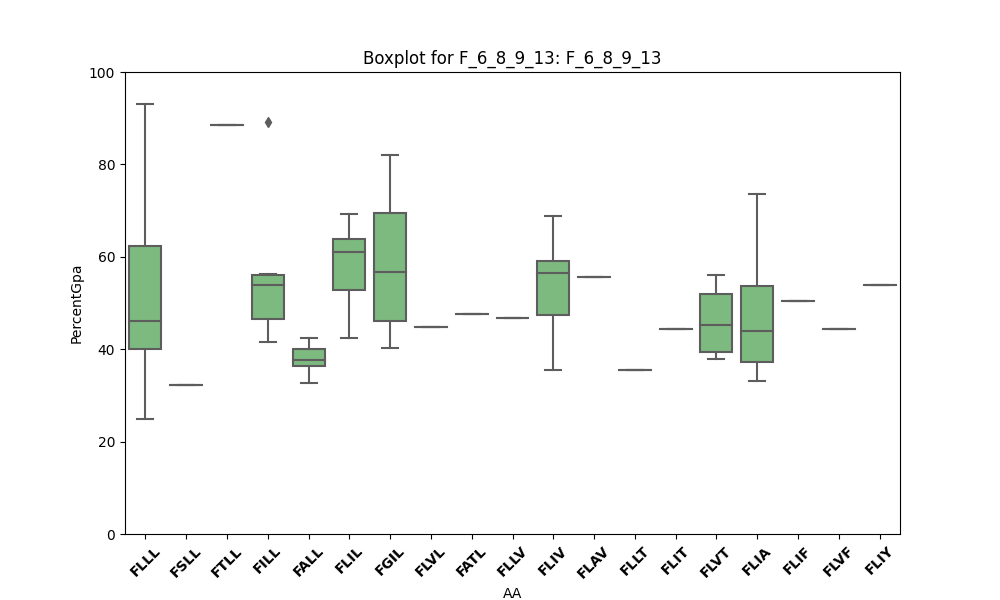 Boxplot for F_6_8_9_13: F_6_8_9_13
100
80
60
40
20
0
PercentGpa
FLLL FSLL FTLL FILL FALL FLIL FGIL FLVL FATL FLLV FLIV FLAV FLLT FLIT FLVT FLIA FLIF FLVF FLIY
AA